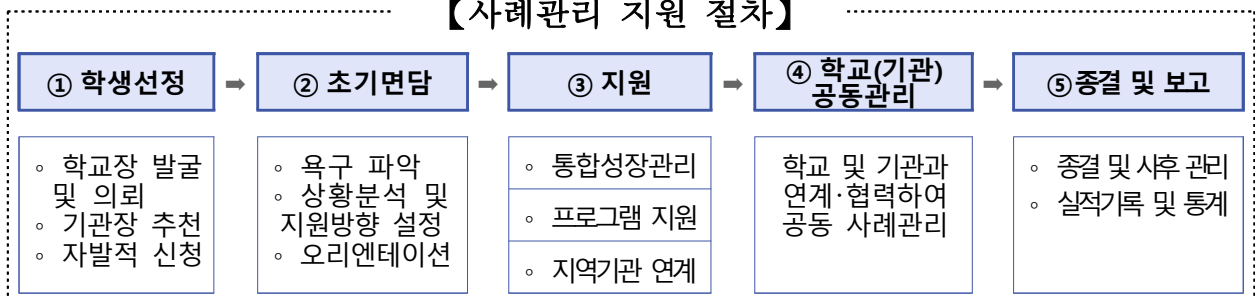 【사례관리 지원 절차】
① 학생선정 ➡ ② 초기면담 ➡ ③ 지원 ➡ ④ 학교(기관) 공동관리 ➡ ⑤종결 및 보고
◦ 학교장 발굴
및 의뢰
◦ 기관장 추천
◦ 자발적 신청
◦ 욕구 파악
◦ 상황분석 및
지원방향 설정
◦ 오리엔테이션
◦ 통합성장관리
◦ 프로그램 지원
◦ 지역기관 연계
학교 및 기관과
연계·협력하여
공동 사례관리
◦ 종결 및 사후 관리
◦ 실적기록 및 통계